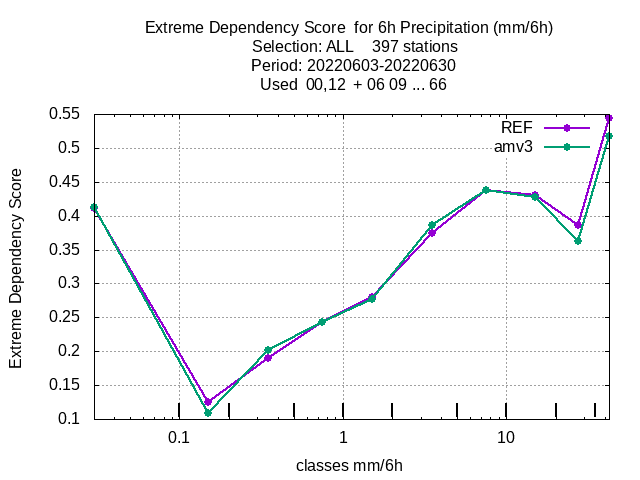 Extreme Dependency Score  for 6h Precipitation (mm/6h)
Selection: ALL    397 stations
Period: 20220603-20220630
Used  00,12  + 06 09 ... 66
REF
amv3
Extreme Dependency Score
0.55
0.5
0.45
0.4
0.35
0.3
0.25
0.2
0.15
0.1
0.1 1 10
classes mm/6h